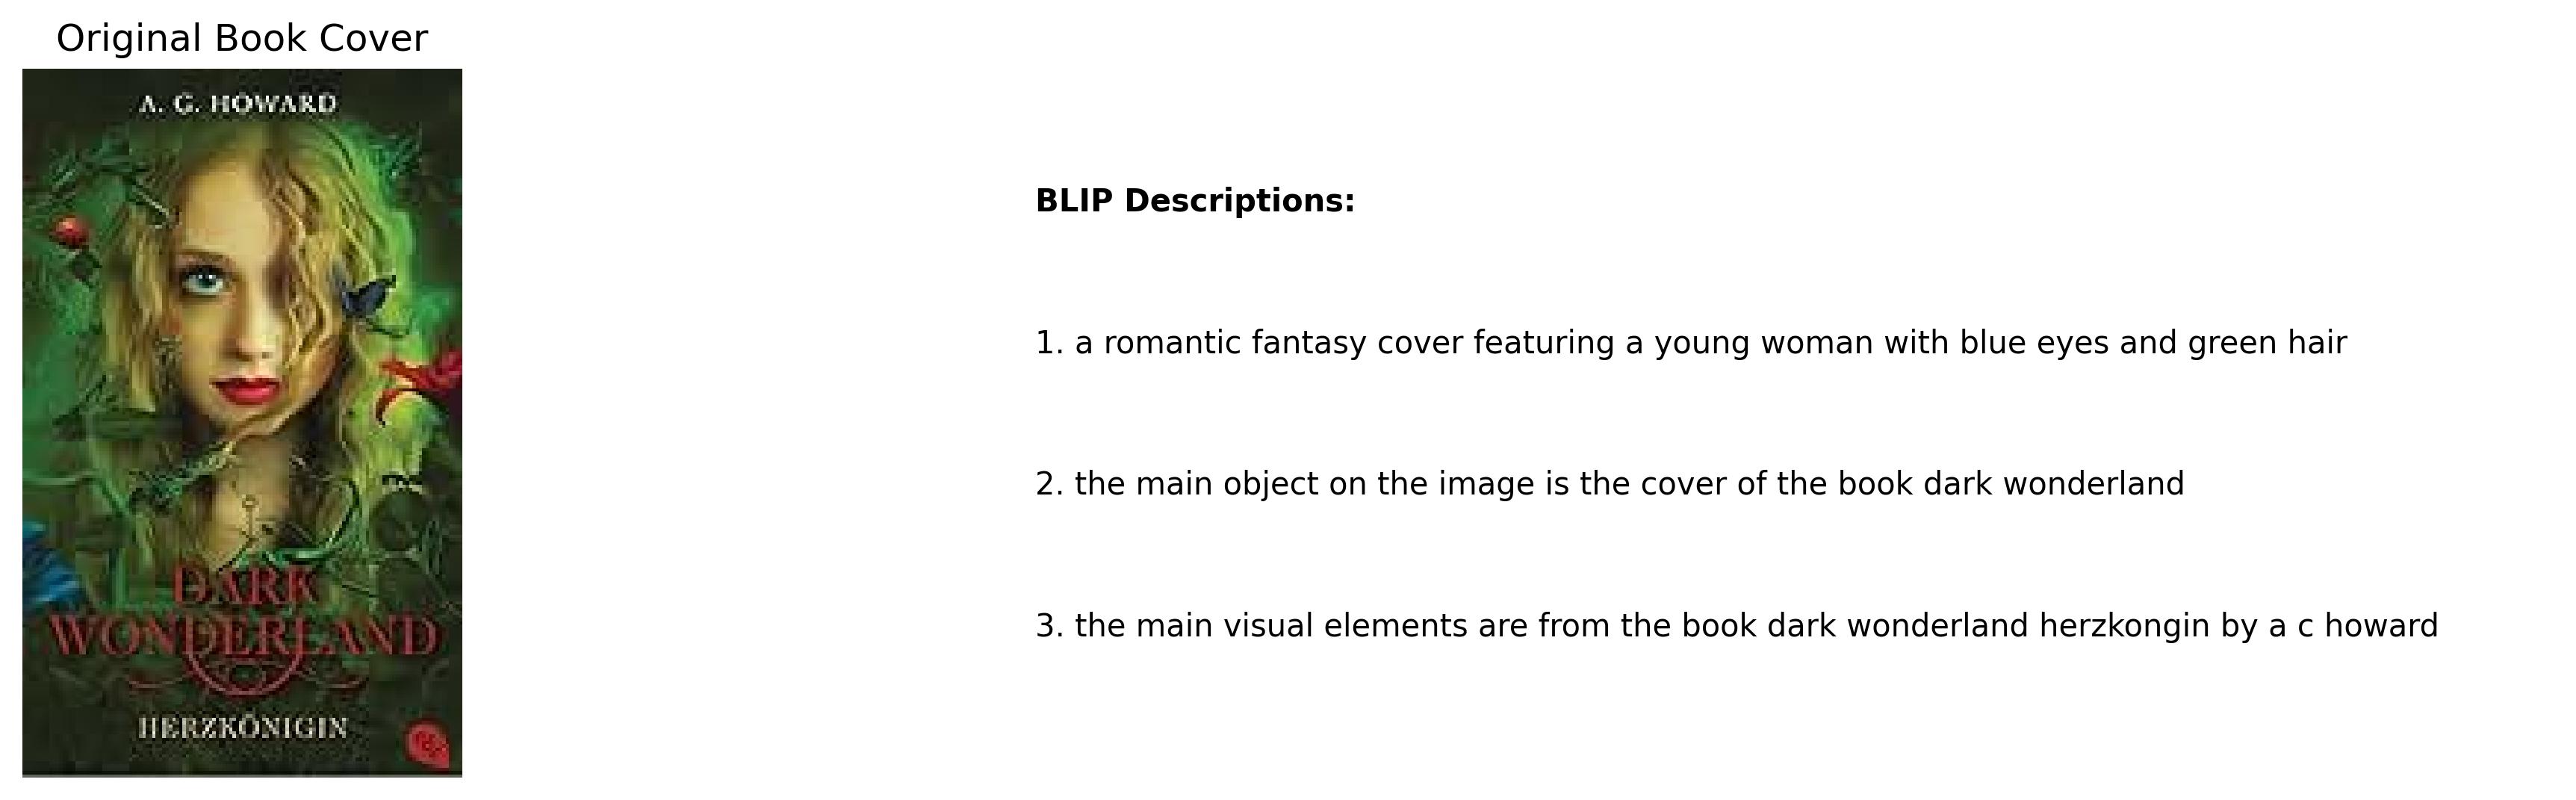 Original Book Cover
A. G. HOWARD
DARK
WONDERLAND
HERZKÖNIGIN
cbt
BLIP Descriptions:
1. a romantic fantasy cover featuring a young woman with blue eyes and green hair
2. the main object on the image is the cover of the book dark wonderland
3. the main visual elements are from the book dark wonderland herzkongin by a c howard